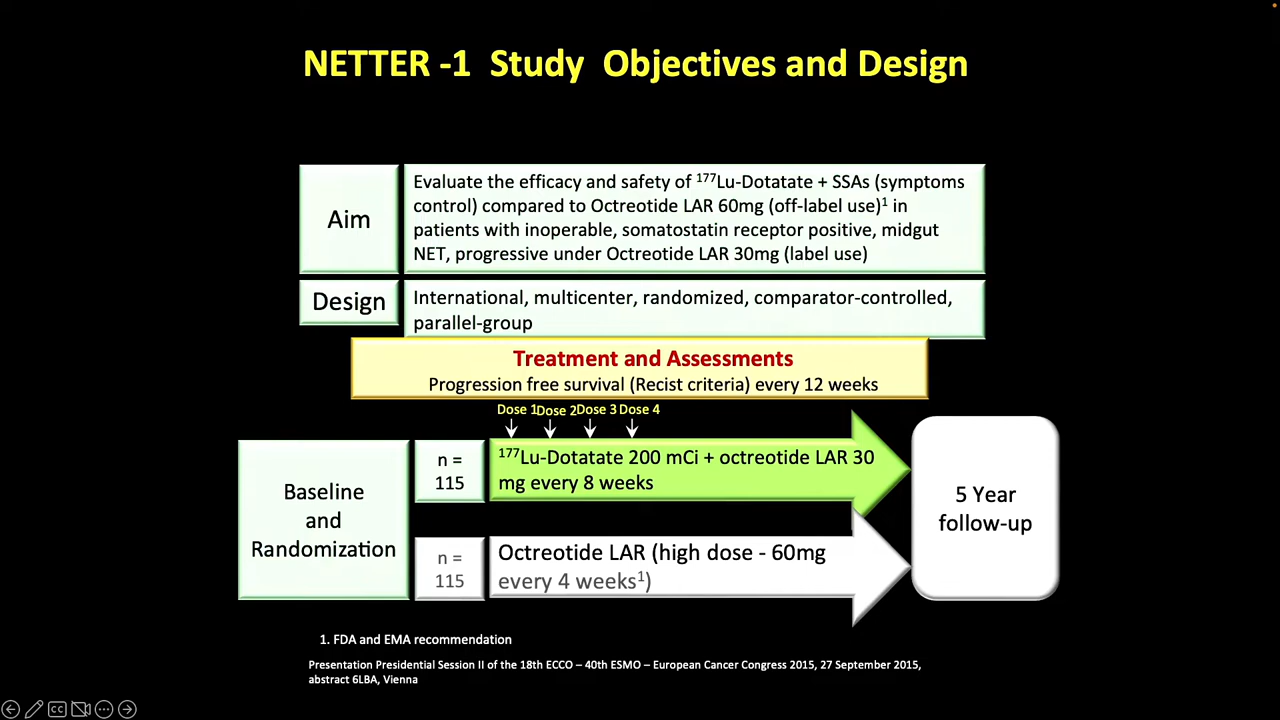 NETTER -1 Study Objectives and Design
Aim
Evaluate the efficacy and safety of ¹⁷⁷Lu-Dotatate + SSAs (symptoms
control) compared to Octreotide LAR 60mg (off-label use)¹ in
patients with inoperable, somatostatin receptor positive, midgut
NET, progressive under Octreotide LAR 30mg (label use)
Design
International, multicenter, randomized, comparator-controlled,
parallel-group
Treatment and Assessments
Progression free survival (Recist criteria) every 12 weeks
Dose 1 Dose 2 Dose 3 Dose 4
Baseline
and
Randomization
n =
115
¹⁷⁷Lu-Dotatate 200 mCi + octreotide LAR 30
mg every 8 weeks
n =
115
Octreotide LAR (high dose - 60mg
every 4 weeks¹)
5 Year
follow-up
1. FDA and EMA recommendation
Presentation Presidential Session II of the 18th ECCO – 40th ESMO – European Cancer Congress 2015, 27 September 2015,
abstract 6LBA, Vienna
CC